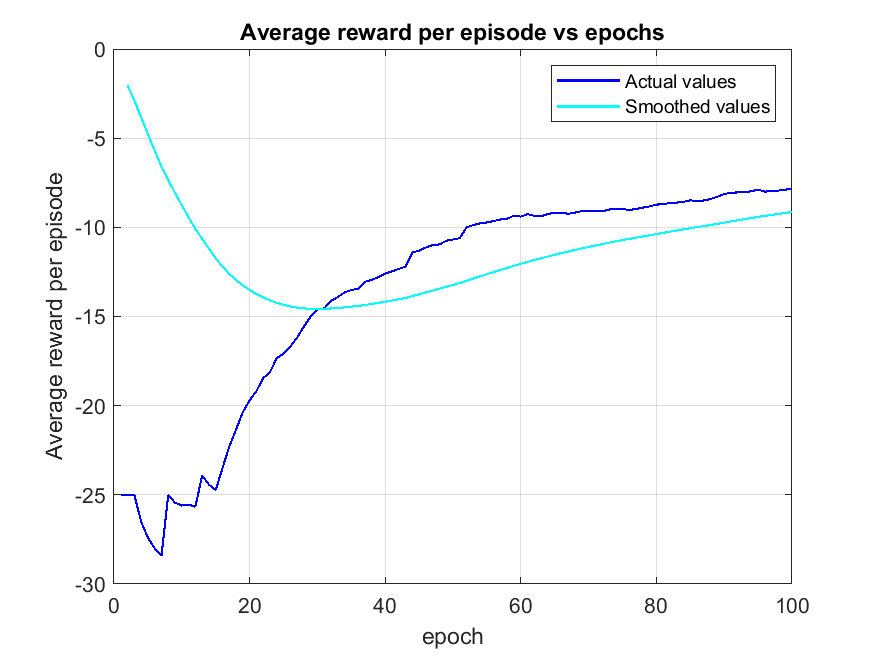 Average reward per episode vs epochs
Actual values
Smoothed values
Average reward per episode
0
-5
-10
-15
-20
-25
-30
0 20 40 60 80 100
epoch